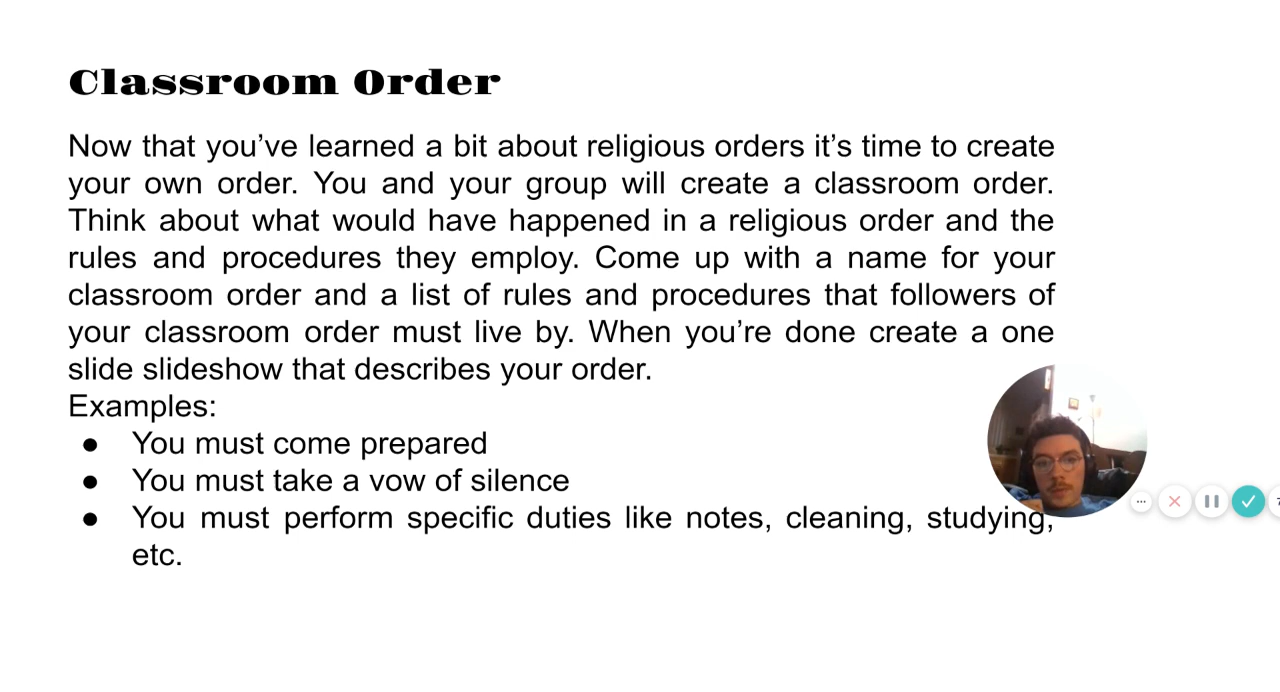 Classroom Order
Now that you’ve learned a bit about religious orders it’s time to create
your own order. You and your group will create a classroom order.
Think about what would have happened in a religious order and the
rules and procedures they employ. Come up with a name for your
classroom order and a list of rules and procedures that followers of
your classroom order must live by. When you’re done create a one
slide slideshow that describes your order.
Examples:
● You must come prepared
● You must take a vow of silence
● You must perform specific duties like notes, cleaning, studying,
etc.